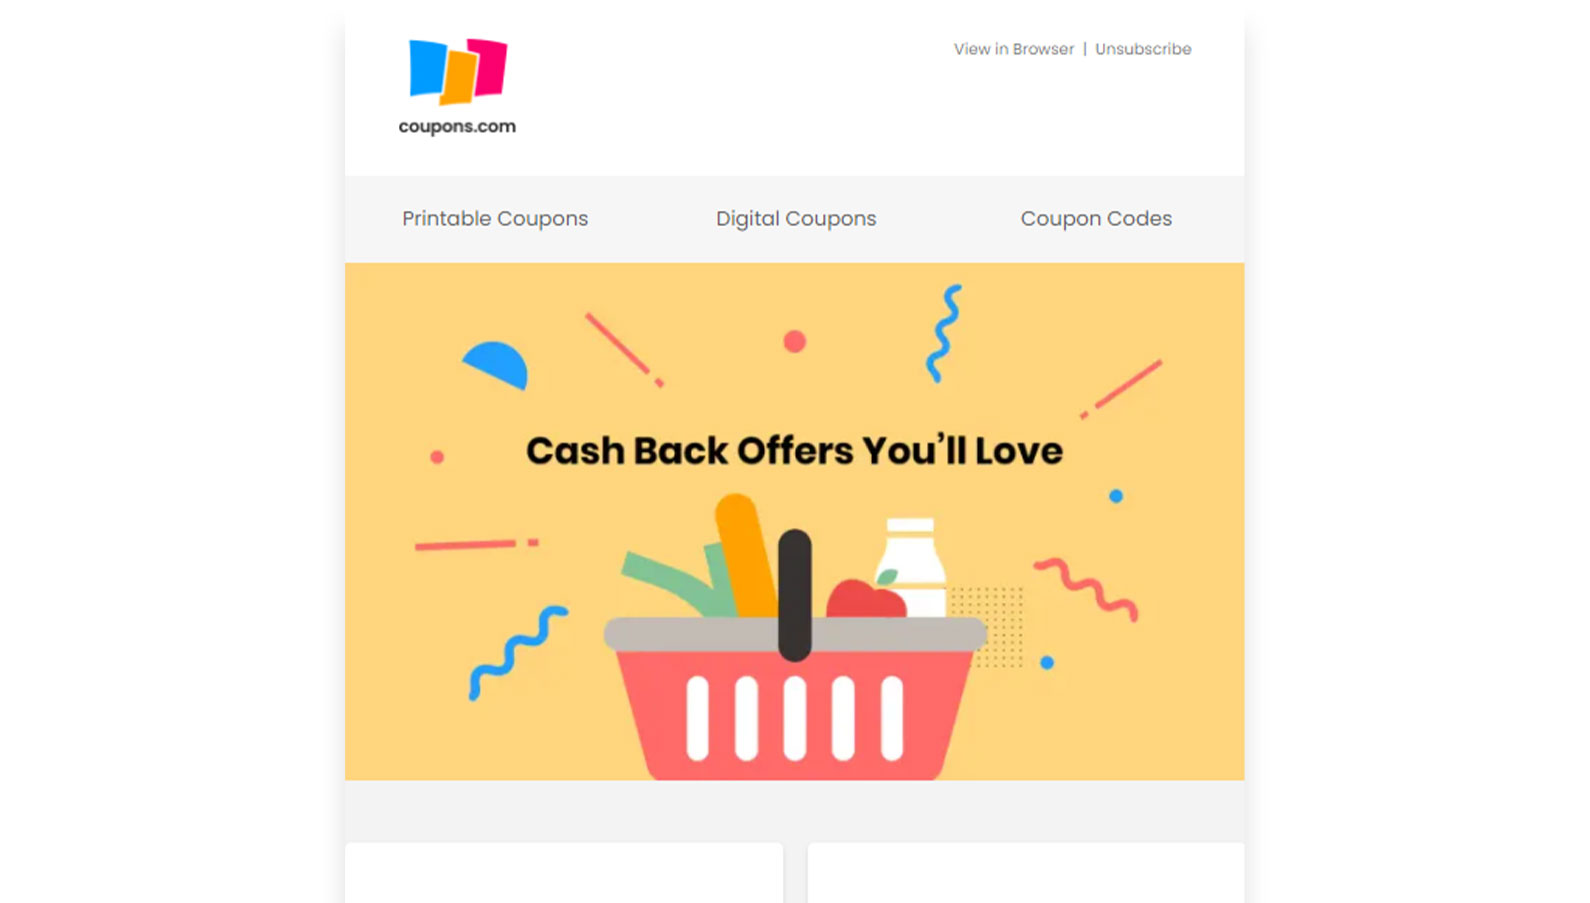 coupons.com
View in Browser | Unsubscribe
Printable Coupons
Digital Coupons
Coupon Codes
Cash Back Offers You’ll Love